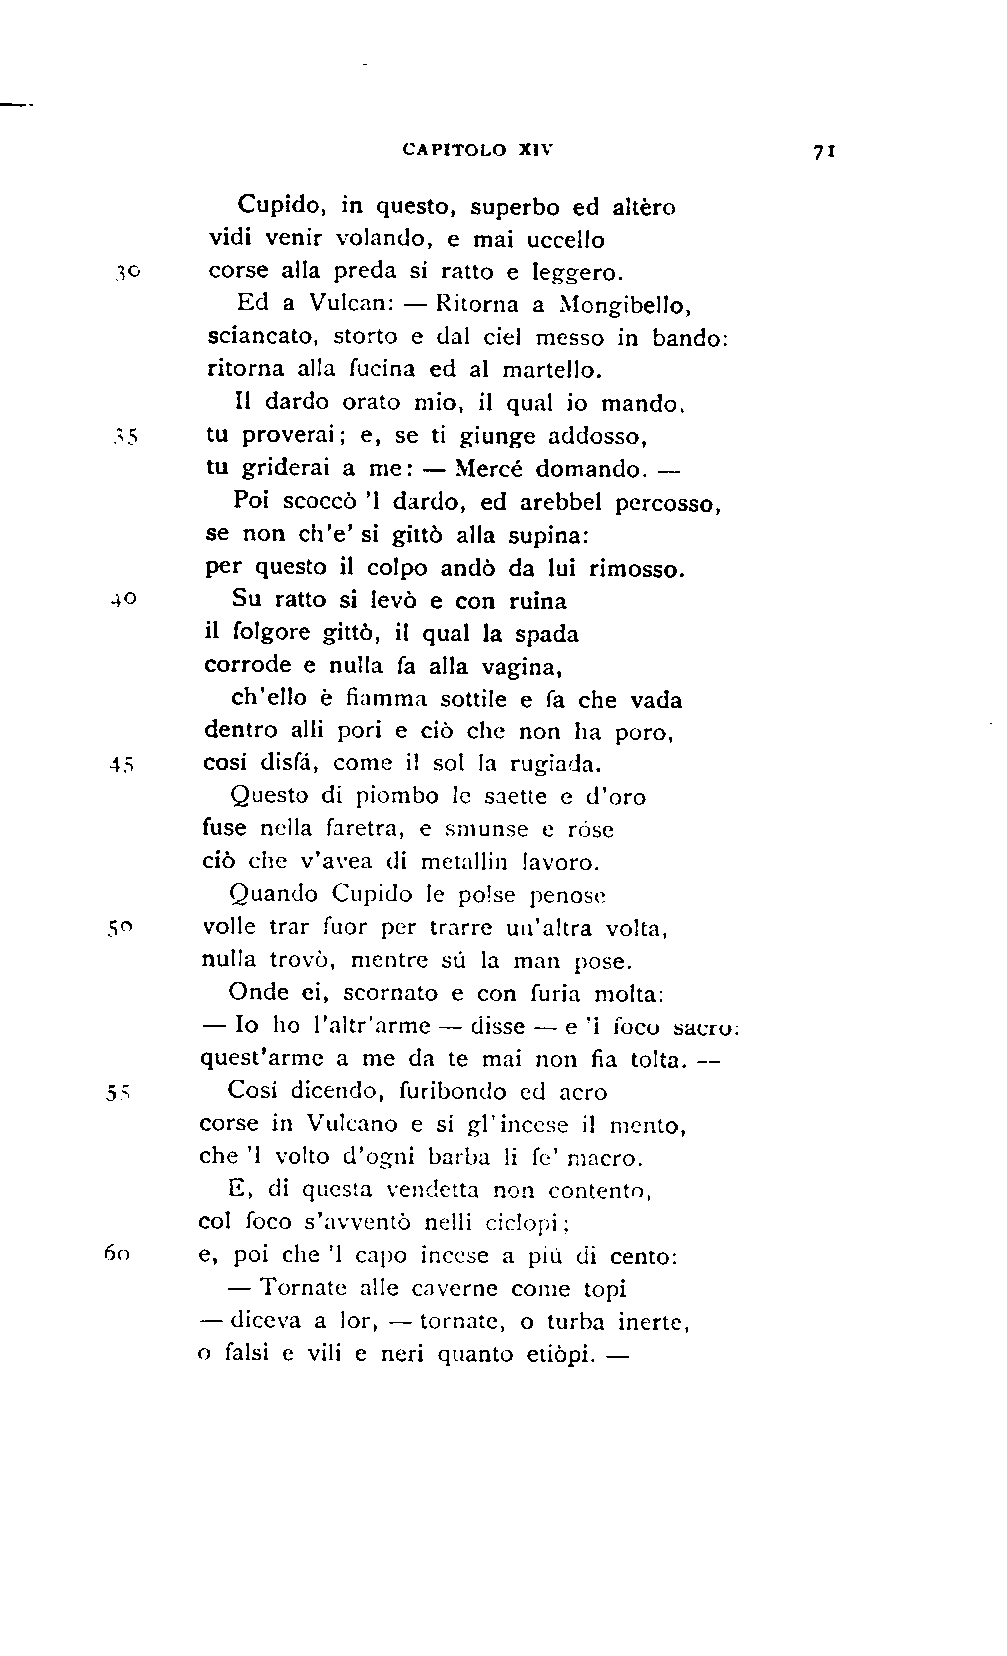 CAPITOLO XIV 71
Cupido, in questo, superbo ed altèro
vidi venir volando, e mai uccello
30 corse alla preda sí ratto e leggero.
Ed a Vulcan: — Ritorna a Mongibello,
sciancato, storto e dal ciel messo in bando:
ritorna alla fucina ed al martello.
Il dardo orato mio, il qual io mando,
35 tu proverai; e, se ti giunge addosso,
tu griderai a me: — Mercé domando. —
Poi scoccò 'l dardo, ed arebbel percosso,
se non ch'e' si gittò alla supina:
per questo il colpo andò da lui rimosso.
40 Su ratto si levò e con ruina
il folgore gittò, il qual la spada
corrode e nulla fa alla vagina,
ch'ello è fiamma sottile e fa che vada
dentro alli pori e ciò che non ha poro,
45 cosí disfá, come il sol la rugiada.
Questo di piombo le saette e d'oro
fuse nella faretra, e smunse e róse
ciò che v'avea di metallin lavoro.
Quando Cupido le polse penose
50 volle trar fuor per trarre un'altra volta,
nulla trovò, mentre sú la man pose.
Onde ei, scornato e con furia molta:
— Io ho l'altr'arme — disse — e 'l foco sacro:
quest'arme a me da te mai non fia tolta. —
55 Cosí dicendo, furibondo ed acro
corse in Vulcano e sí gl'incese il mento,
che 'l volto d'ogni barba li fe' macro.
E, di questa vendetta non contento,
col foco s'avventò nelli ciclopi;
60 e, poi che 'l capo incese a piú di cento:
— Tornate alle caverne come topi
— diceva a lor, — tornate, o turba inerte,
o falsi e vili e neri quanto etiòpi. —